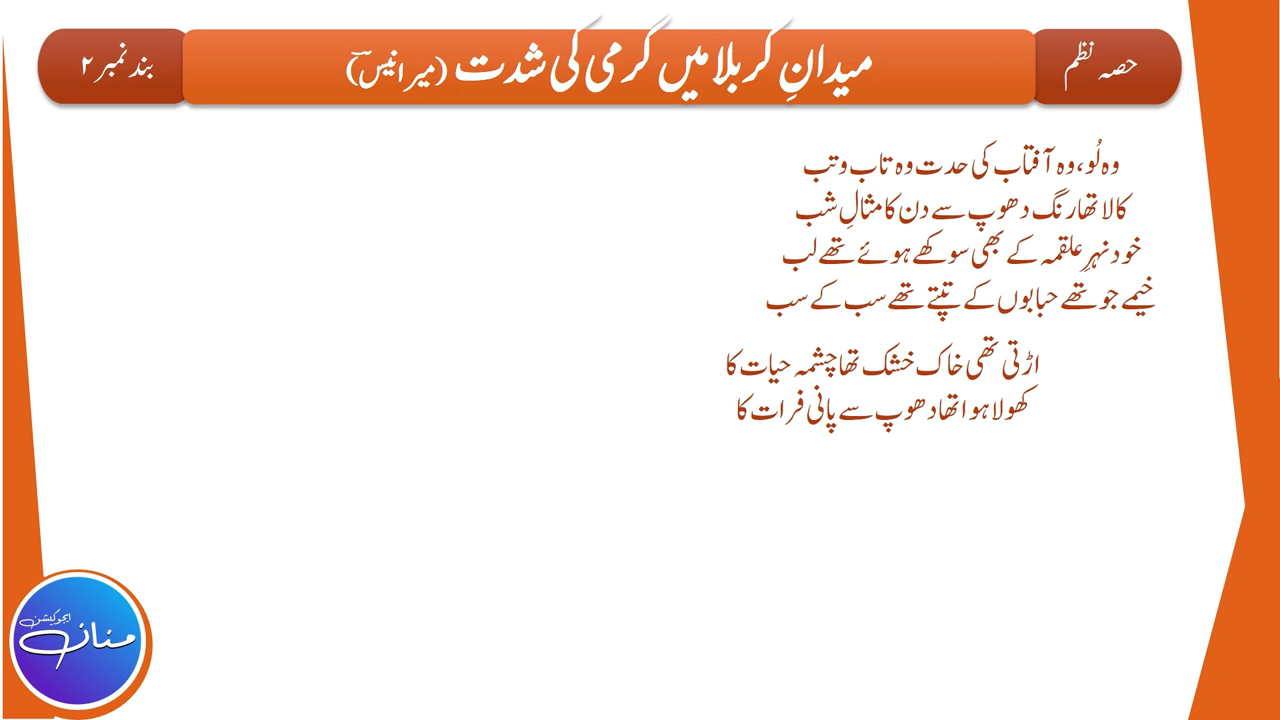 حصہ نظم
میدانِ کربلا میں گرمی کی شدت (میر انیسؔ)
بند نمبر ۲
وہ لُو، وہ آفتاب کی حدت وہ تاب و تب
کالا تھا رنگ دھوپ سے دن کا مثالِ شب
خود نہرِ علقمہ کے بھی سوکھے ہوئے تھے لب
خیمے جو تھے حبابوں کے تپتے تھے سب کے سب
اڑتی تھی خاک خشک تھا چشمہ حیات کا
کھولا ہوا تھا دھوپ سے پانی فرات کا
منان
ایجوکیشن